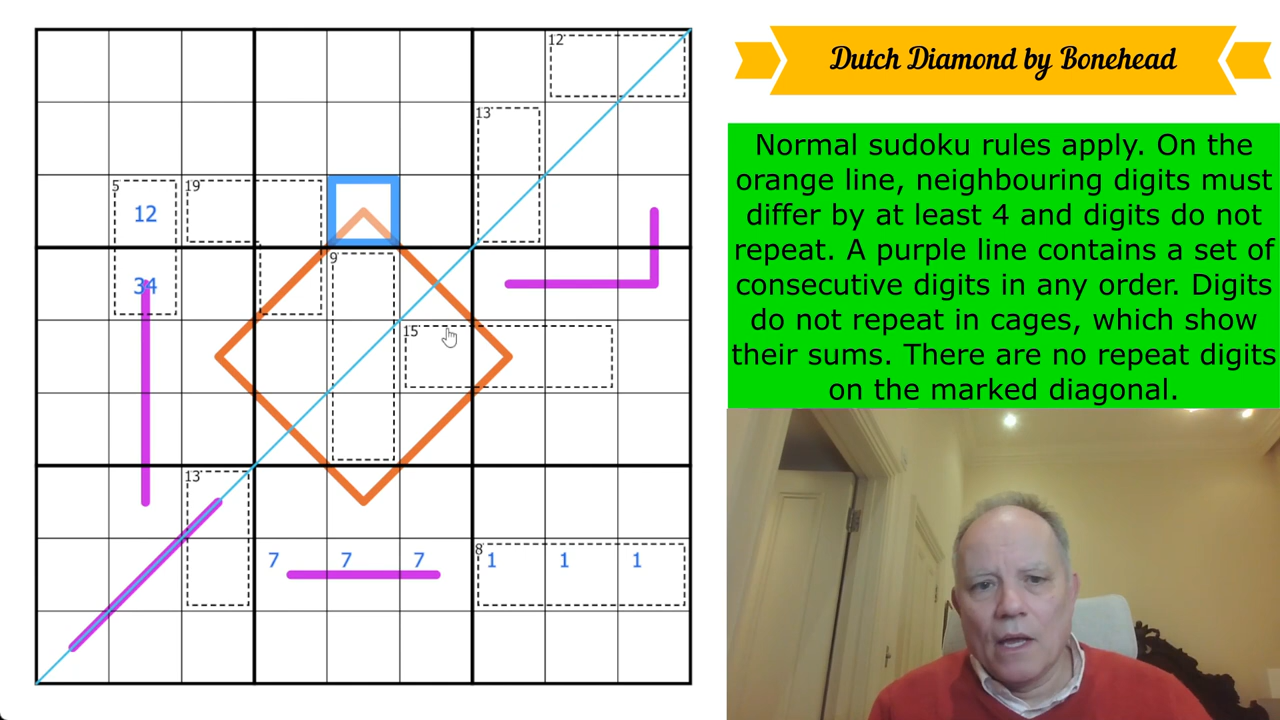 Dutch Diamond by Bonehead
Normal sudoku rules apply. On the
orange line, neighbouring digits must
differ by at least 4 and digits do not
repeat. A purple line contains a set of
consecutive digits in any order. Digits
do not repeat in cages, which show
their sums. There are no repeat digits
on the marked diagonal.
12
13
5 19
12
34 9
15
13
8
7 7 7 1 1 1